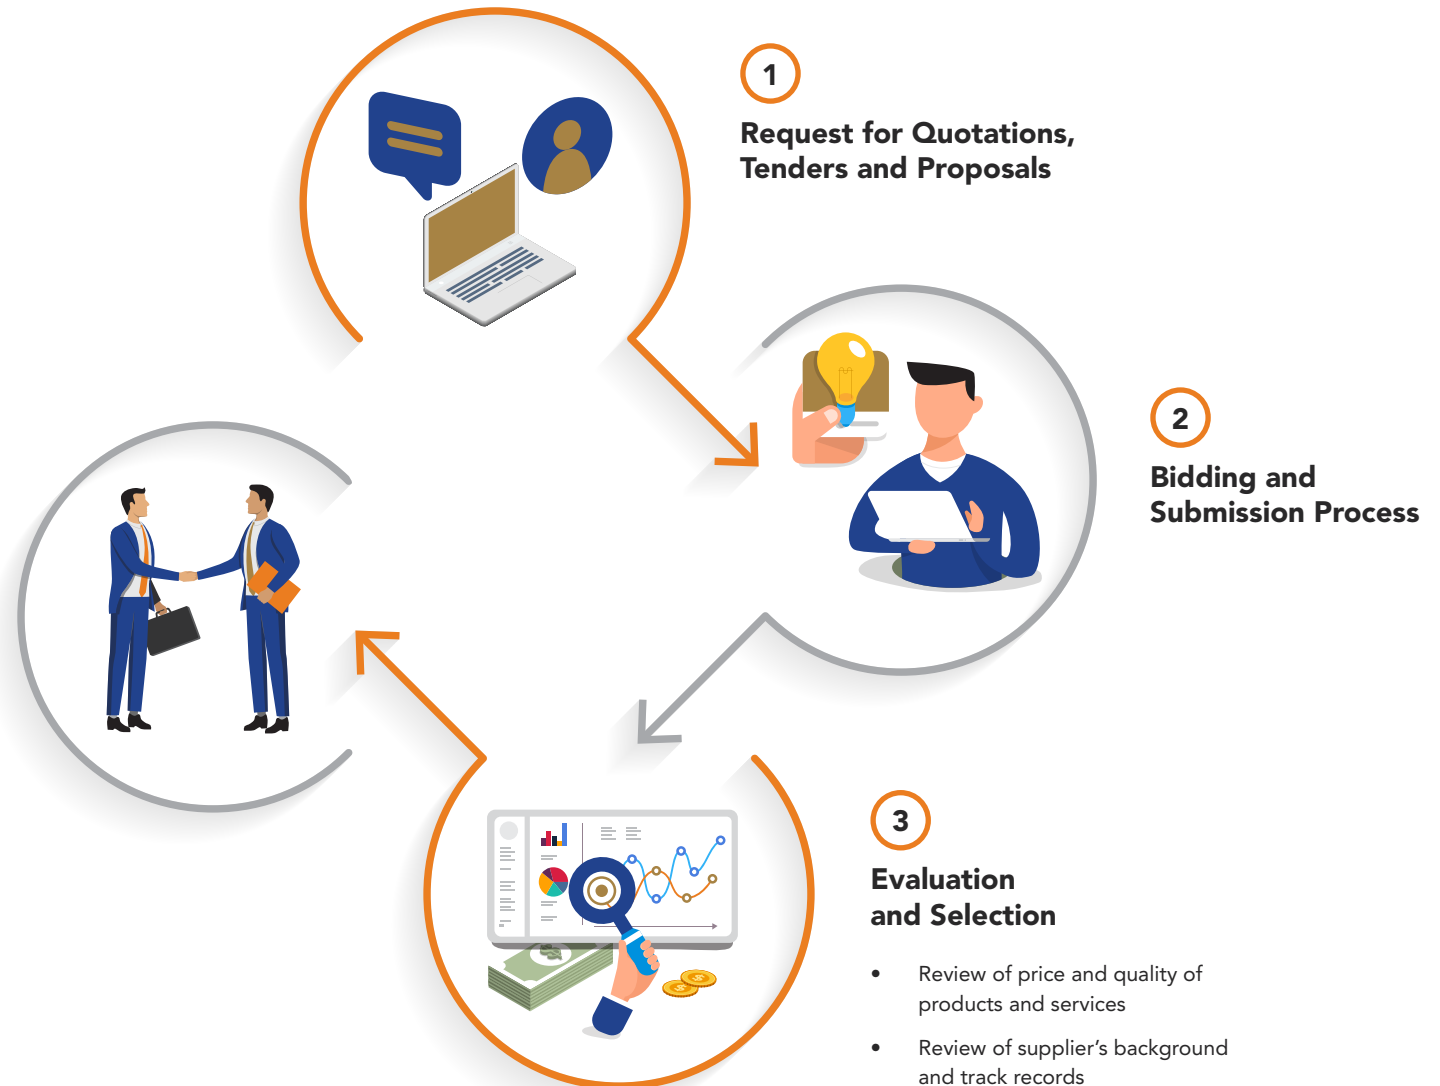 1
Request for Quotations,
Tenders and Proposals
2
Bidding and
Submission Process
3
Evaluation
and Selection
• Review of price and quality of
products and services
• Review of supplier’s background
and track records